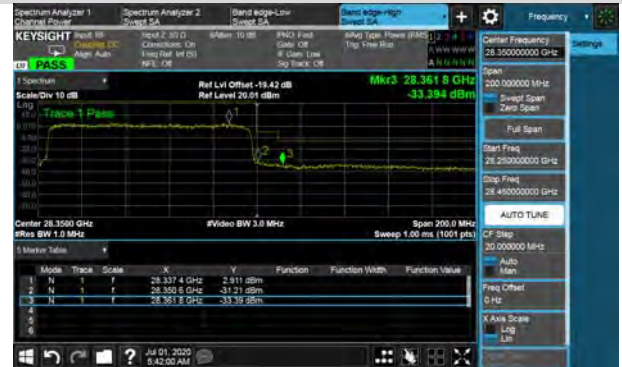 Spectrum Analyzer 1
Channel Power
Spectrum Analyzer 2
Swept SA
Band edge-Low
Swept SA
Band edge-High
Swept SA
+
Frequency
KEYSIGHT
Input: RF
Coupling: DC
Align: Auto
Input Z: 50 Ω
Corrections: On
Freq Ref: Int (S)
NFE: Off
#Atten: 10 dB
PNO: Fast
Gate: Off
IF Gain: Low
Sig Track: Off
#Avg Type: Power (RMS)
Trig: Free Run
PASS
1 Spectrum
Scale/Div 10 dB
Ref Lvl Offset -19.42 dB
Ref Level 20.01 dBm
Mkr3 28.361 8 GHz
-33.394 dBm
Log
Trace 1 Pass
1
2
3
Center 28.3500 GHz
#Res BW 1.0 MHz
#Video BW 3.0 MHz
Span 200.0 MHz
Sweep 1.00 ms (1001 pts)
5 Marker Table
Mode Trace Scale X Y Function Function Width Function Value
1 N 1 f 28.337 4 GHz 2.911 dBm
2 N 1 f 28.350 6 GHz -31.21 dBm
3 N 1 f 28.361 8 GHz -33.39 dBm
4
5
6
Jul 01, 2020
5:42:00 AM
Center Frequency
28.350000000 GHz
Settings
Span
200.000000 MHz
Swept Span
Zero Span
Full Span
Start Freq
28.250000000 GHz
Stop Freq
28.450000000 GHz
AUTO TUNE
CF Step
20.000000 MHz
Auto
Man
Freq Offset
0 Hz
X Axis Scale
Log
Lin